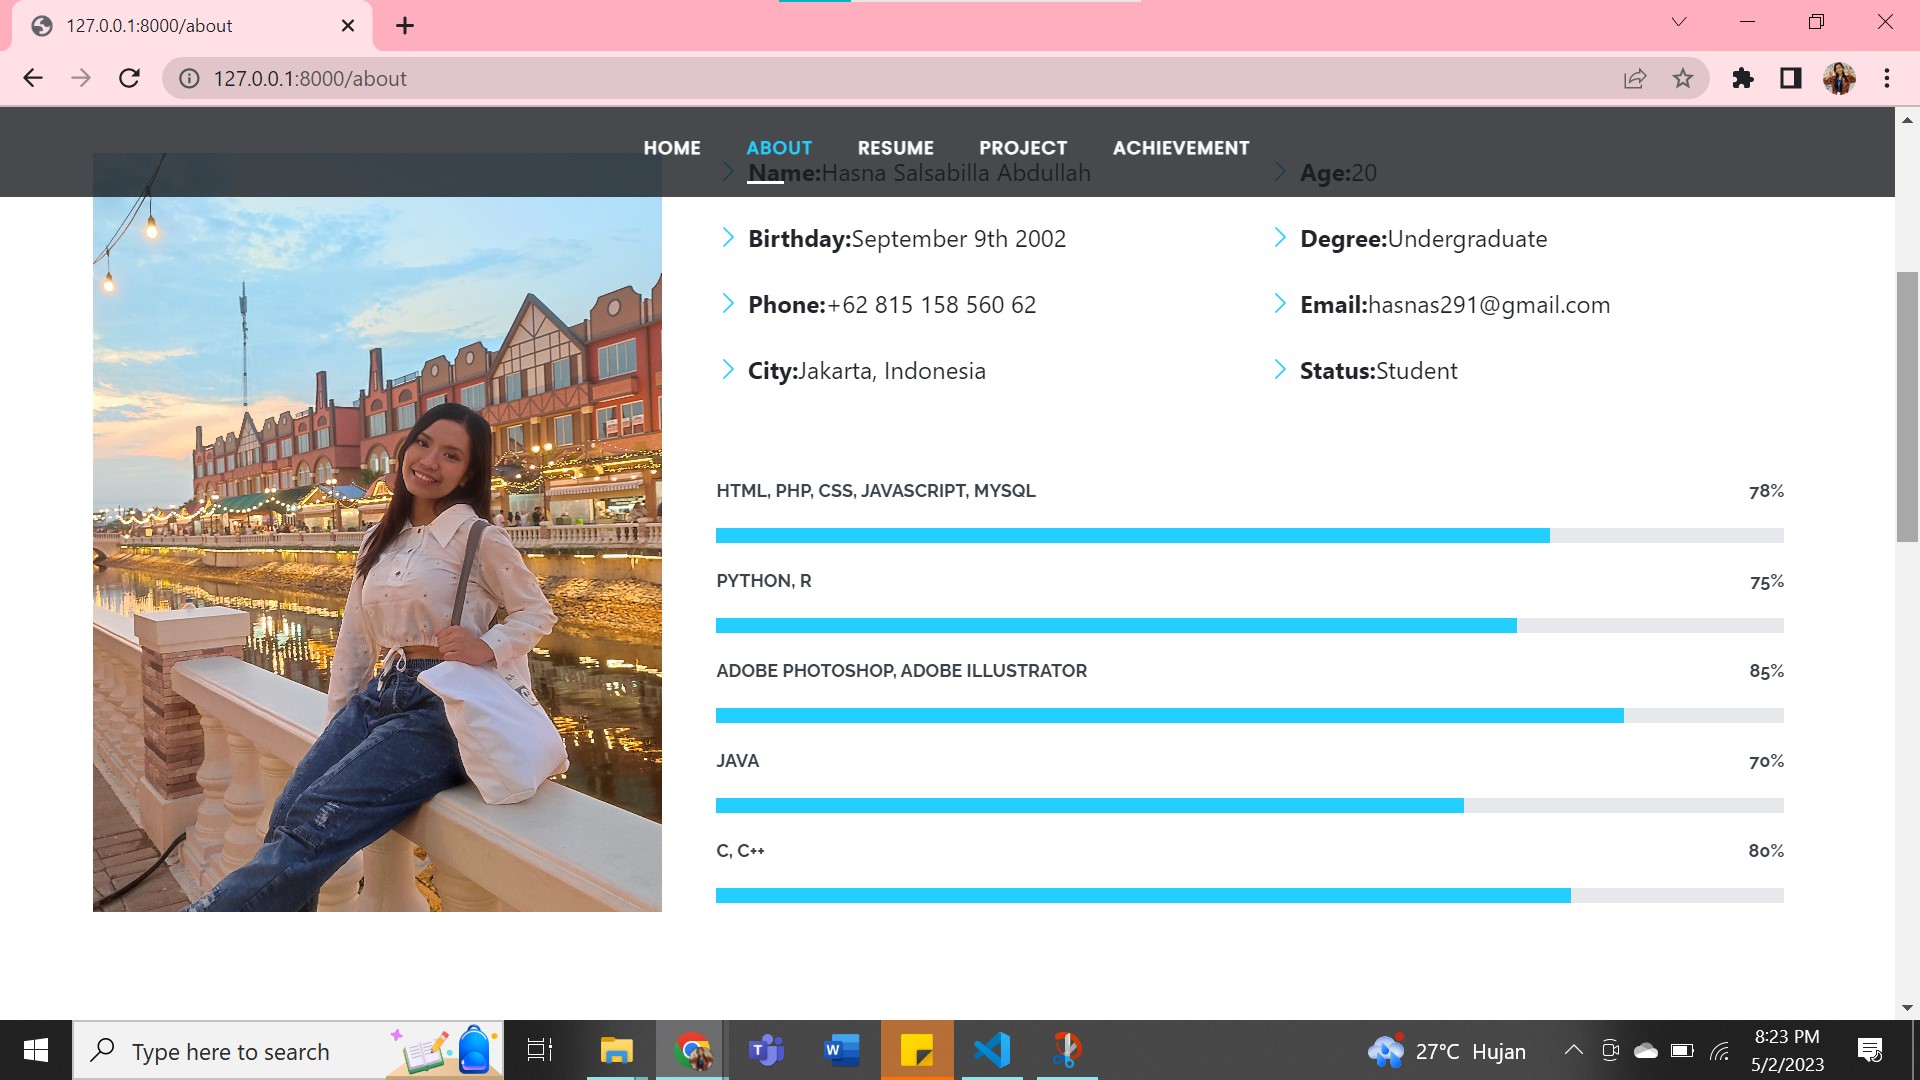 127.0.0.1:8000/about
127.0.0.1:8000/about
HOME ABOUT RESUME PROJECT ACHIEVEMENT
Name:Hasna Salsabilla Abdullah Age:20
Birthday:September 9th 2002 Degree:Undergraduate
Phone:+62 815 158 560 62 Email:hasnas291@gmail.com
City:Jakarta, Indonesia Status:Student
HTML, PHP, CSS, JAVASCRIPT, MYSQL 78%
PYTHON, R 75%
ADOBE PHOTOSHOP, ADOBE ILLUSTRATOR 85%
JAVA 70%
C, C++ 80%
Type here to search 27°C Hujan 8:23 PM
5/2/2023